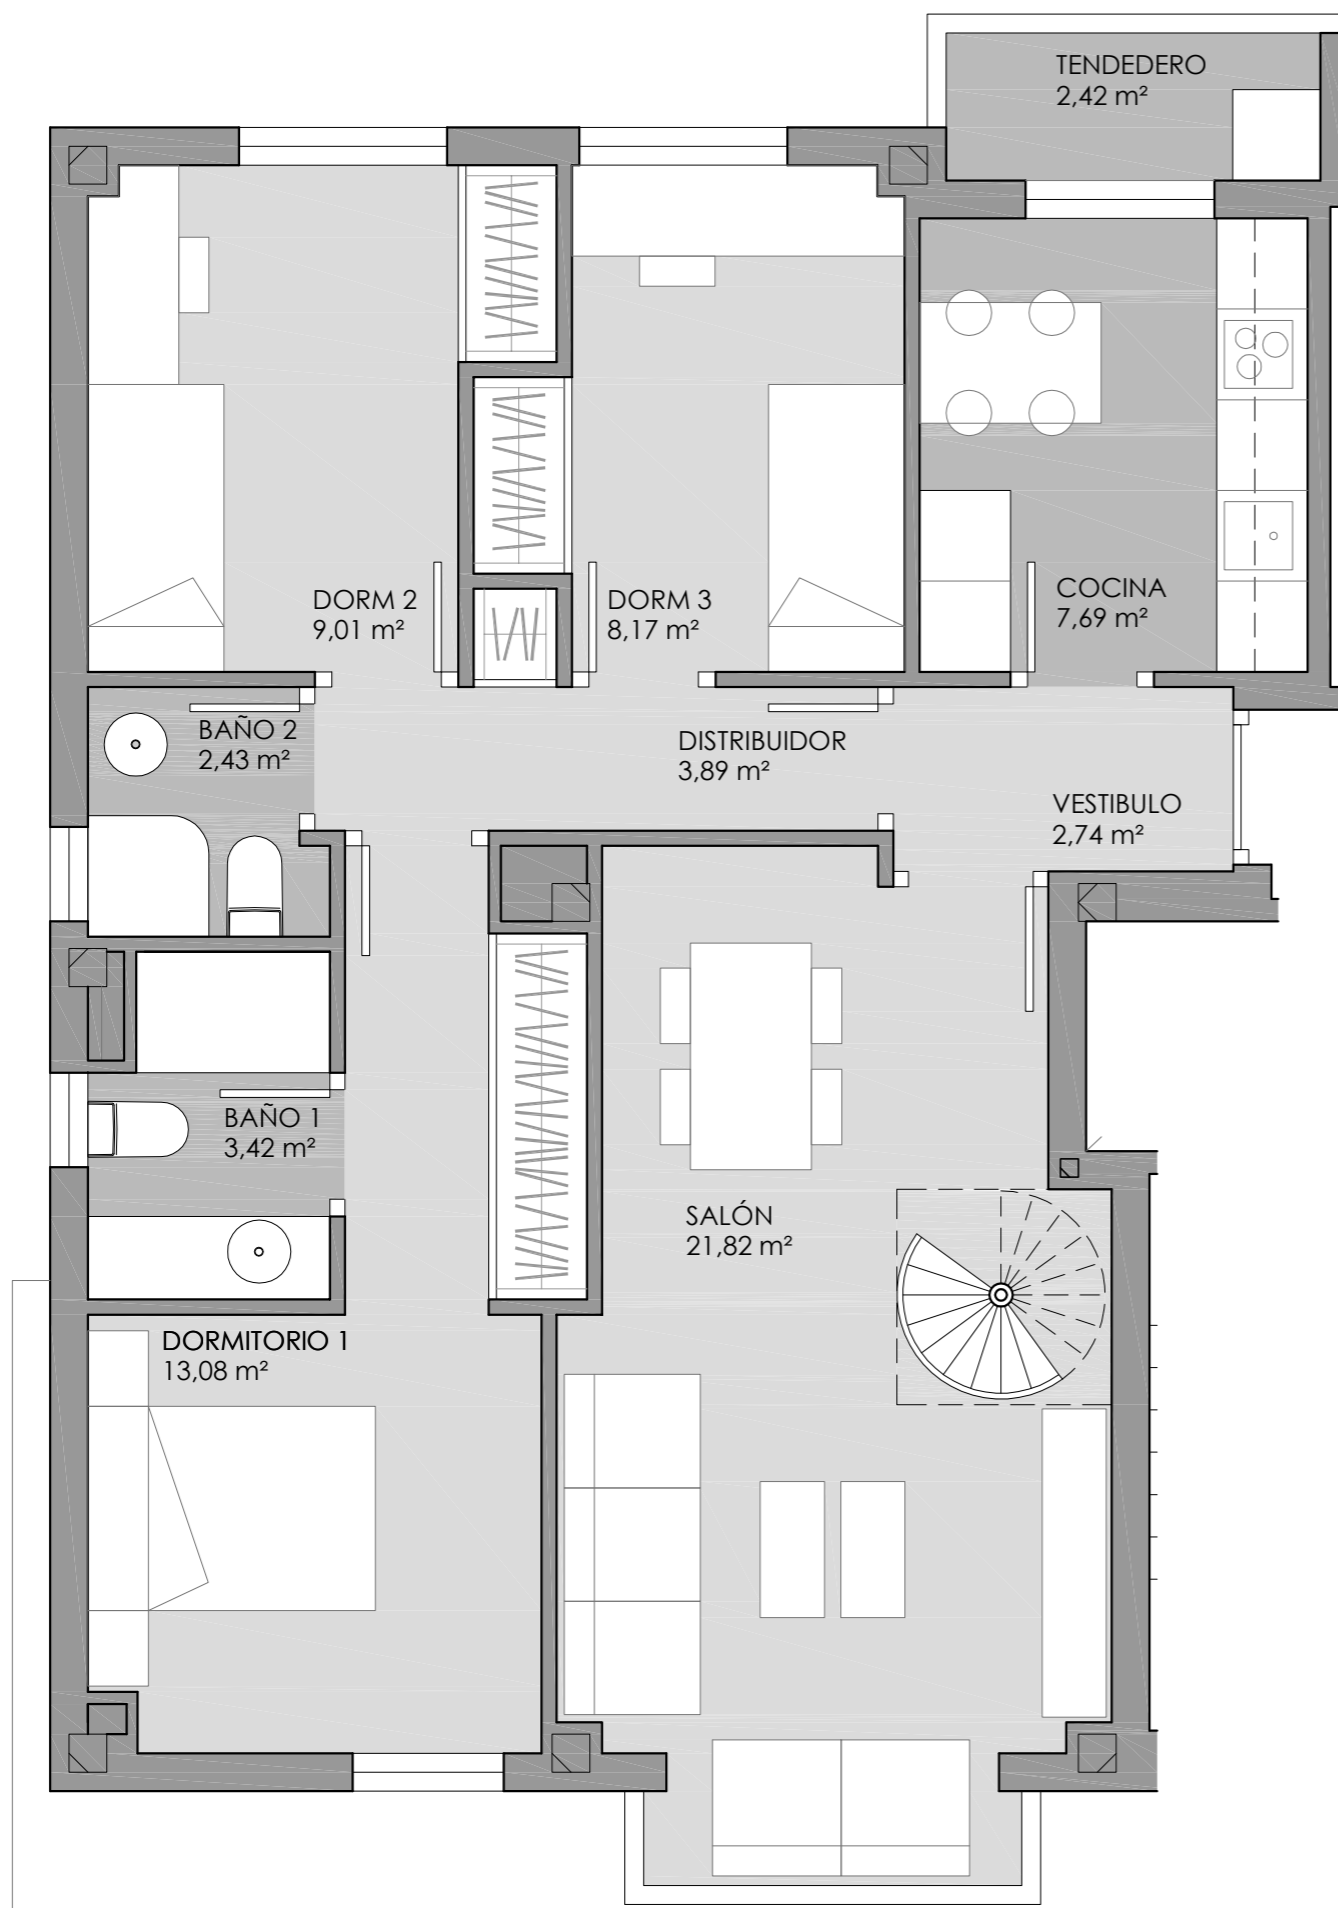 TENDEDERO
2,42 m²
DORM 2
9,01 m²
DORM 3
8,17 m²
COCINA
7,69 m²
BAÑO 2
2,43 m²
DISTRIBUIDOR
3,89 m²
VESTIBULO
2,74 m²
BAÑO 1
3,42 m²
SALÓN
21,82 m²
DORMITORIO 1
13,08 m²